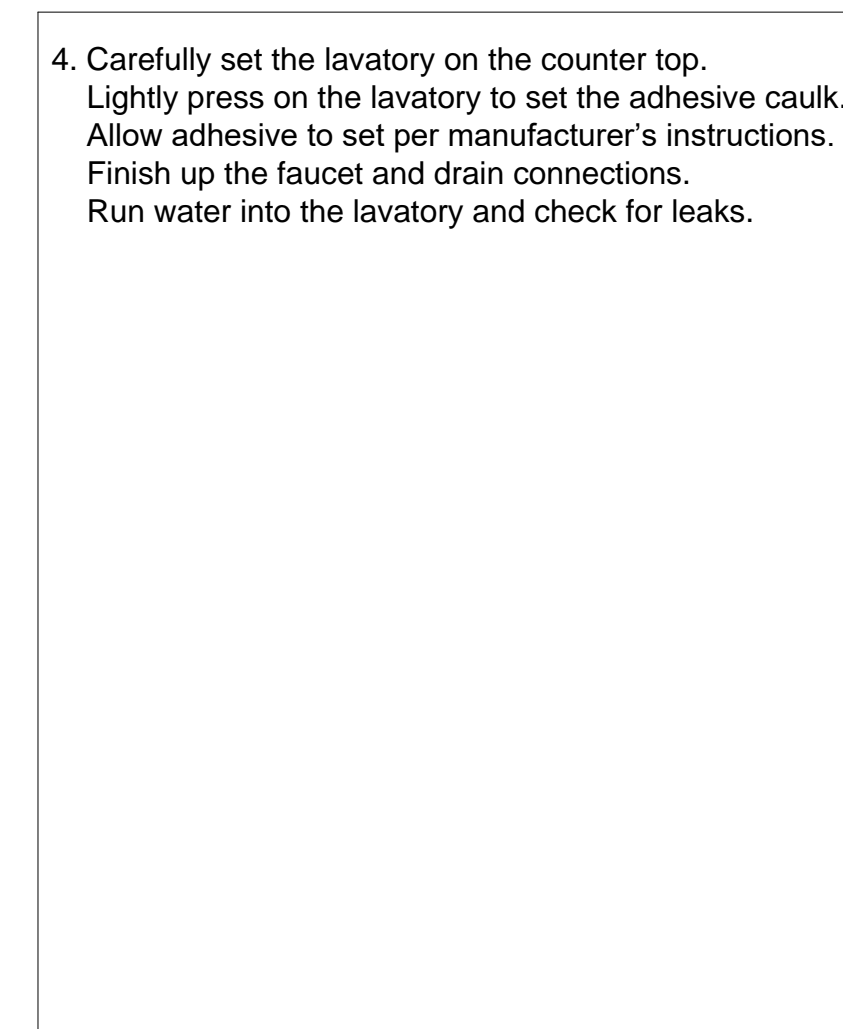 4. Carefully set the lavatory on the counter top.
Lightly press on the lavatory to set the adhesive caulk.
Allow adhesive to set per manufacturer’s instructions.
Finish up the faucet and drain connections.
Run water into the lavatory and check for leaks.